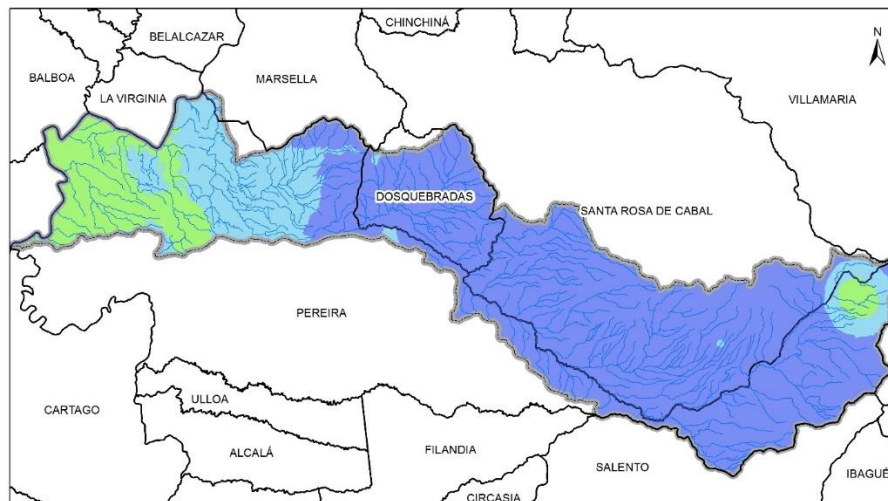 CHINCHINÁ
BELALCAZAR
N
BALBOA
MARSELLA
LA VIRGINIA
VILLAMARIA
DOSQUEBRADAS
SANTA ROSA DE CABAL
PEREIRA
CARTAGO
ULLOA
ALCALÁ
FILANDIA
SALENTO
IBAGUÉ
CIRCASIA